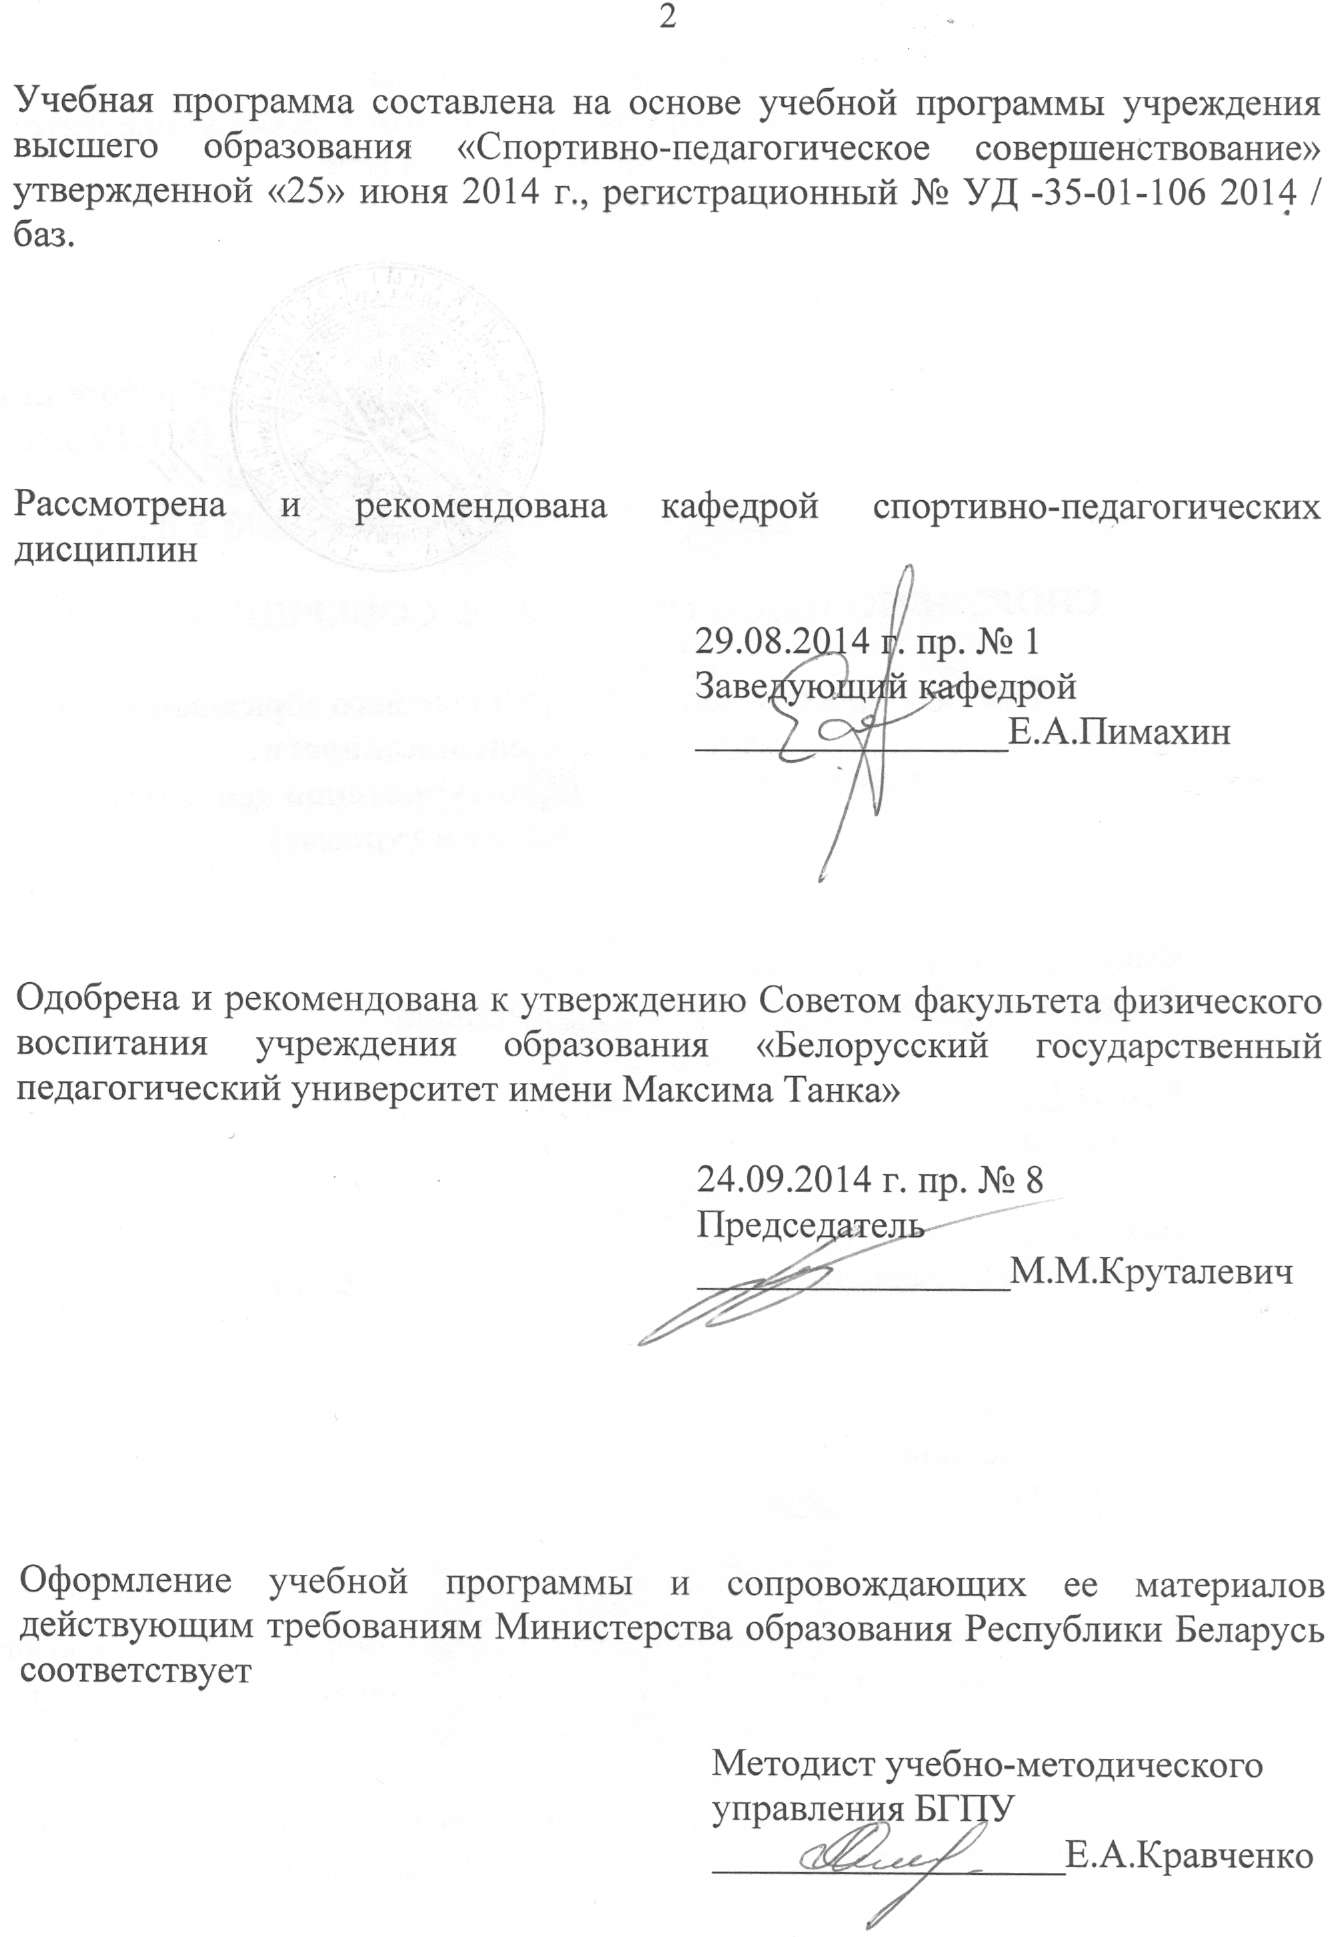 2
Учебная программа составлена на основе учебной программы учреждения
высшего образования «Спортивно-педагогическое совершенствование»
утвержденной «25» июня 2014 г., регистрационный № УД -35-01-106 2014 /
баз.
Рассмотрена и рекомендована кафедрой спортивно-педагогических
дисциплин
29.08.2014 г. пр. № 1
Заведующий кафедрой
Е.А.Пимахин
Одобрена и рекомендована к утверждению Советом факультета физического
воспитания учреждения образования «Белорусский государственный
педагогический университет имени Максима Танка»
24.09.2014 г. пр. № 8
Председатель
М.М.Круталевич
Оформление учебной программы и сопровождающих ее материалов
действующим требованиям Министерства образования Республики Беларусь
соответствует
Методист учебно-методического
управления БГПУ
Е.А.Кравченко